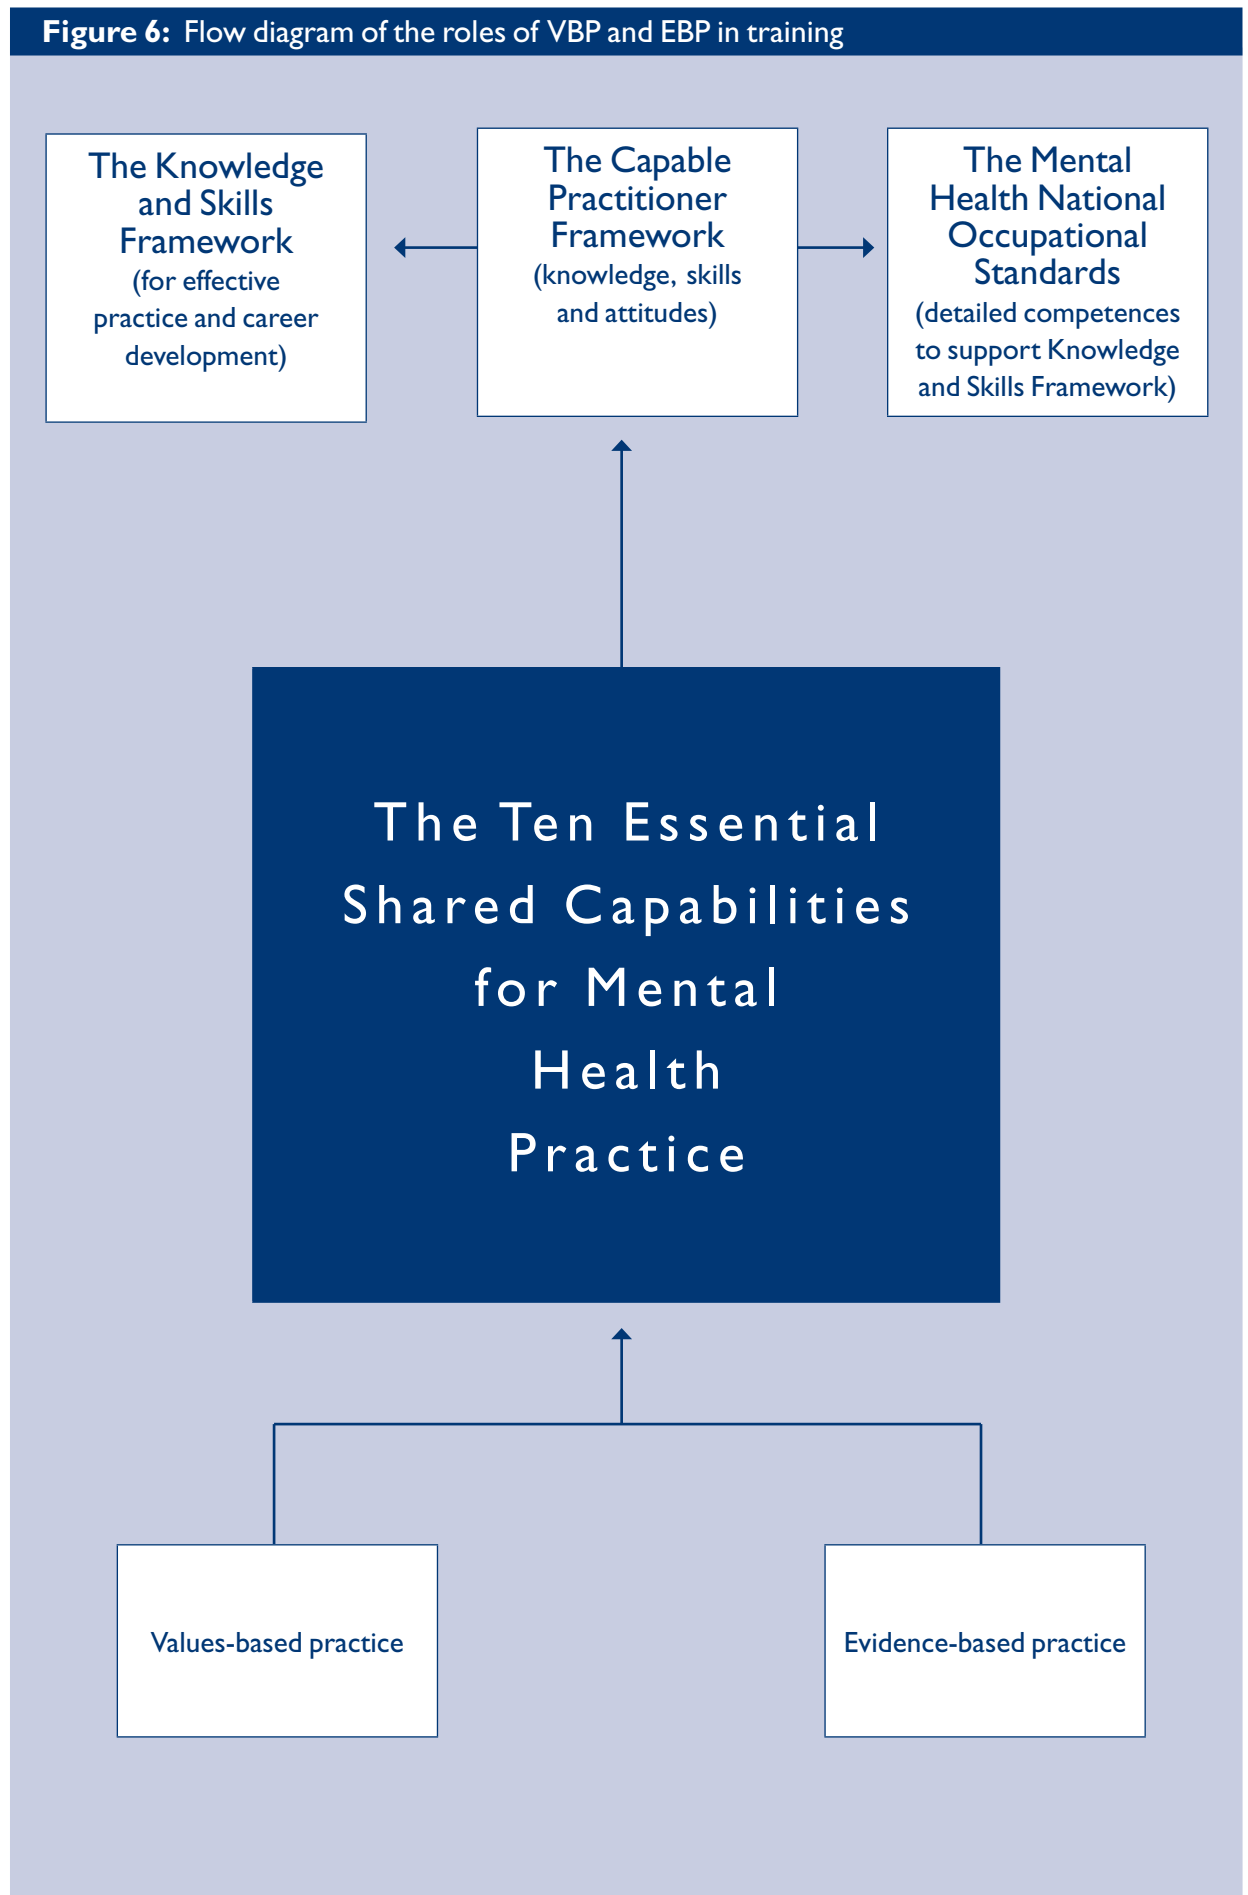 Figure 6: Flow diagram of the roles of VBP and EBP in training
The Knowledge
and Skills
Framework
(for effective
practice and career
development)
The Capable
Practitioner
Framework
(knowledge, skills
and attitudes)
The Mental
Health National
Occupational
Standards
(detailed competences
to support Knowledge
and Skills Framework)
The Ten Essential
Shared Capabilities
for Mental
Health
Practice
Values-based practice
Evidence-based practice